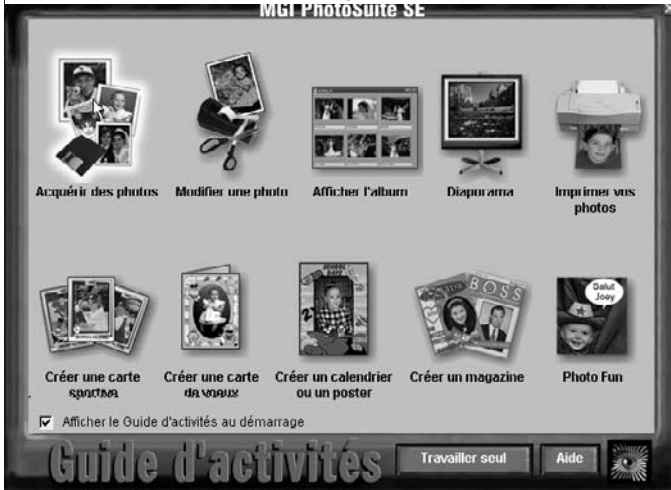 MGI PhotoSuite SE
Acquérir des photos
Modifier une photo
Afficher l'album
Diaporama
Imprimer vos
photos
SCHOOL
DAYS
BOSS
Salut
Joey
Créer une carte
sportive
Créer une carte
de voeux
Créer un calendrier
ou un poster
Créer un magazine
Photo Fun
Afficher le Guide d'activités au démarrage
Guide d'activités
Travailler seul
Aide